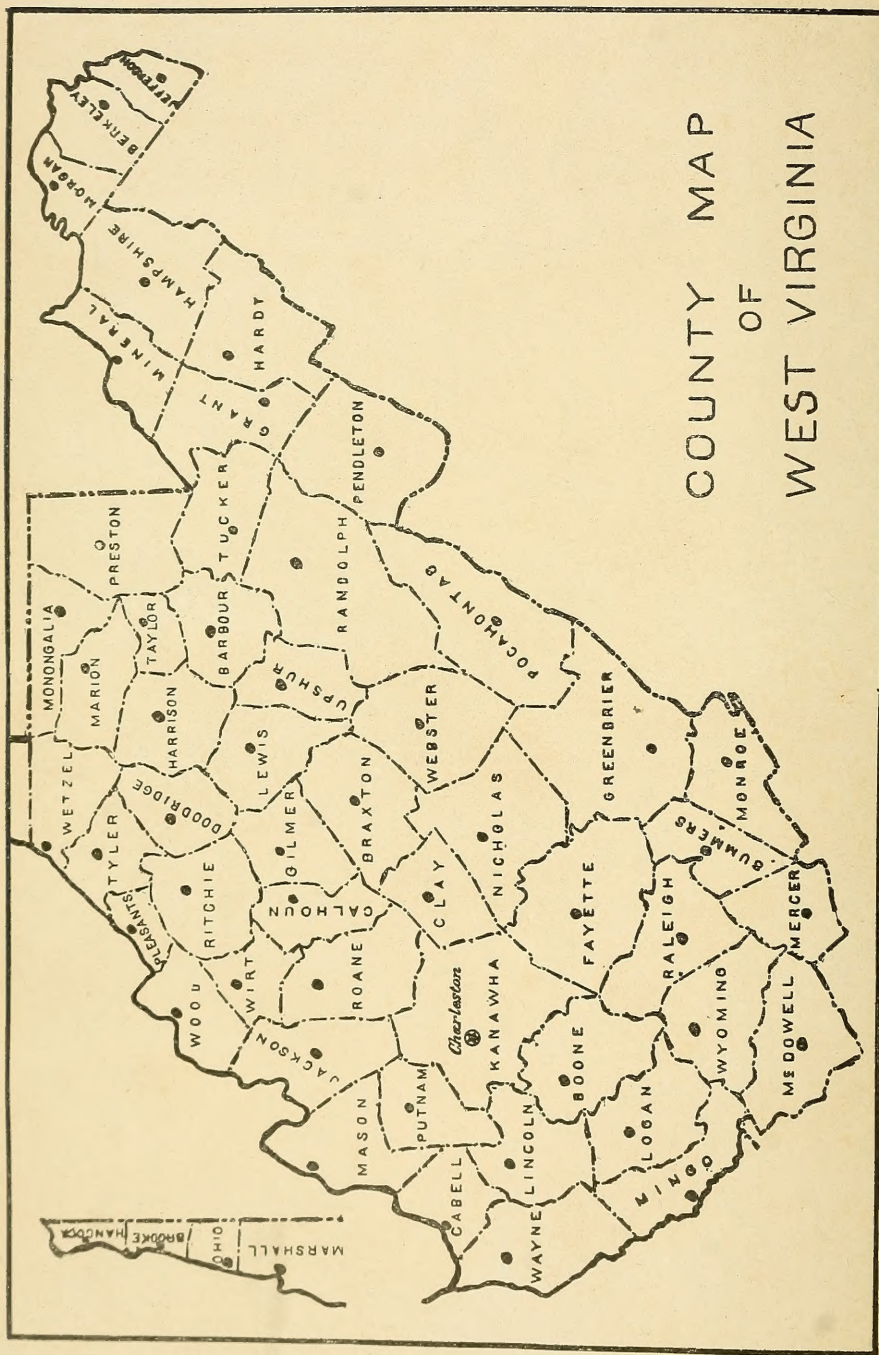 COUNTY MAP
OF
WEST VIRGINIA
HANCOCK
BROOKE
OHIO
MARSHALL
JEFFERSON
BERKELEY
MORGAN
HAMPSHIRE
MINERAL
HARDY
GRANT
PENDLETON
TUCKER
PRESTON
RANDOLPH
MONONGALIA
MARION
TAYLOR
BARBOUR
HARRISON
UPSHUR
POCAHONTAO
WETZEL
TYLER
DODDRIDGE
LEWIS
WEBSTER
GREENBRIER
MONROE
PLEASANTS
RITCHIE
GILMER
BRAXTON
NICHOLAS
SUMMERS
WOOD
WIRT
CALHOUN
CLAY
FAYETTE
RALEIGH
MERCER
JACKSON
ROANE
Charleston
KANAWHA
BOONE
WYOMING
McDOWELL
MASON
PUTNAM
LINCOLN
LOGAN
MINGO
CABELL
WAYNE